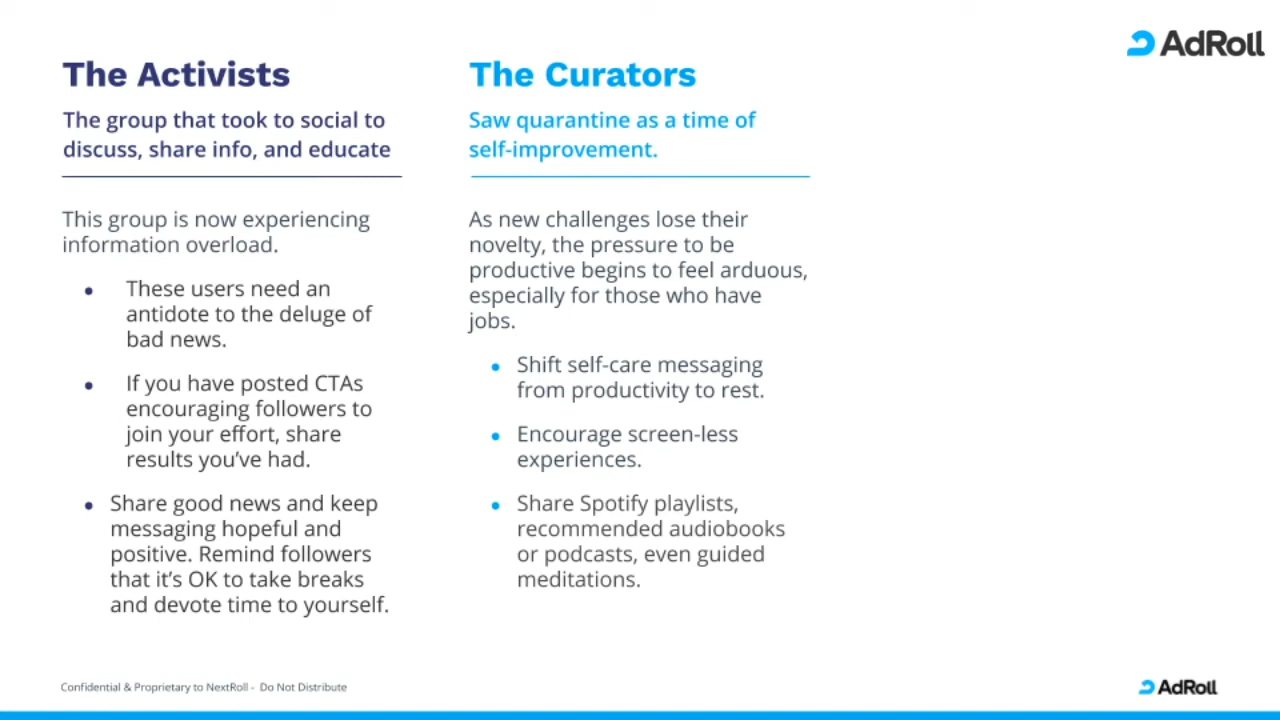 AdRoll
The Activists
The group that took to social to
discuss, share info, and educate
This group is now experiencing
information overload.
• These users need an
antidote to the deluge of
bad news.
• If you have posted CTAs
encouraging followers to
join your effort, share
results you’ve had.
• Share good news and keep
messaging hopeful and
positive. Remind followers
that it’s OK to take breaks
and devote time to yourself.
The Curators
Saw quarantine as a time of
self-improvement.
As new challenges lose their
novelty, the pressure to be
productive begins to feel arduous,
especially for those who have
jobs.
• Shift self-care messaging
from productivity to rest.
• Encourage screen-less
experiences.
• Share Spotify playlists,
recommended audiobooks
or podcasts, even guided
meditations.
Confidential & Proprietary to NextRoll - Do Not Distribute
AdRoll